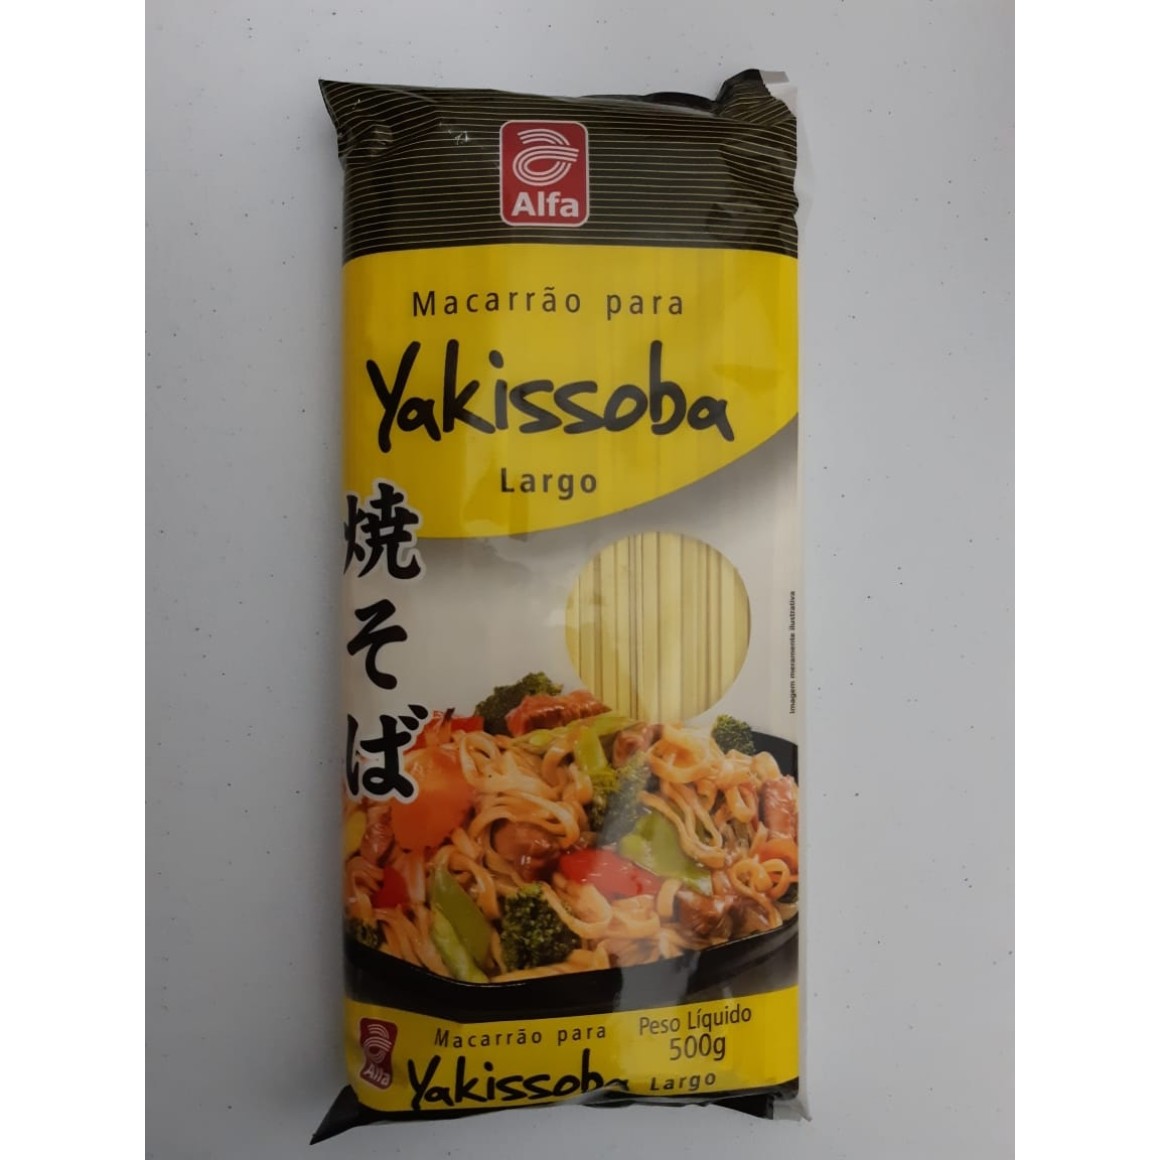 Alfa
Macarrão para
Yakissoba
Largo
焼そば
Imagem meramente ilustrativa
Alfa
Macarrão para
Yakissoba Largo
Peso Líquido
500g